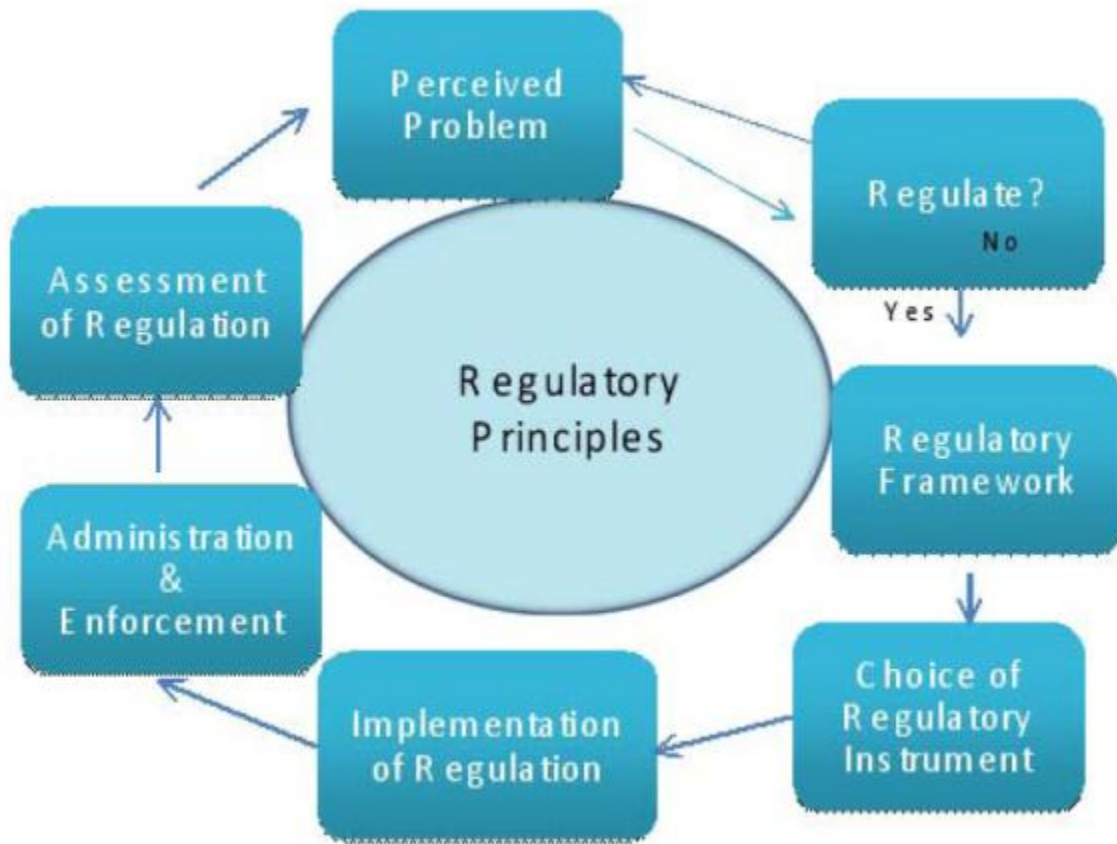 Perceived
Problem
Regulate?
No
Yes
Regulatory
Framework
Choice of
Regulatory
Instrument
Implementation
of Regulation
Administration
&
Enforcement
Assessment
of Regulation
Regulatory
Principles